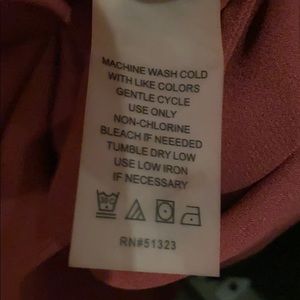 MACHINE WASH COLD
WITH LIKE COLORS
GENTLE CYCLE
USE ONLY
NON-CHLORINE
BLEACH IF NEEEDED
TUMBLE DRY LOW
USE LOW IRON
IF NECESSARY
30C
RN#51323